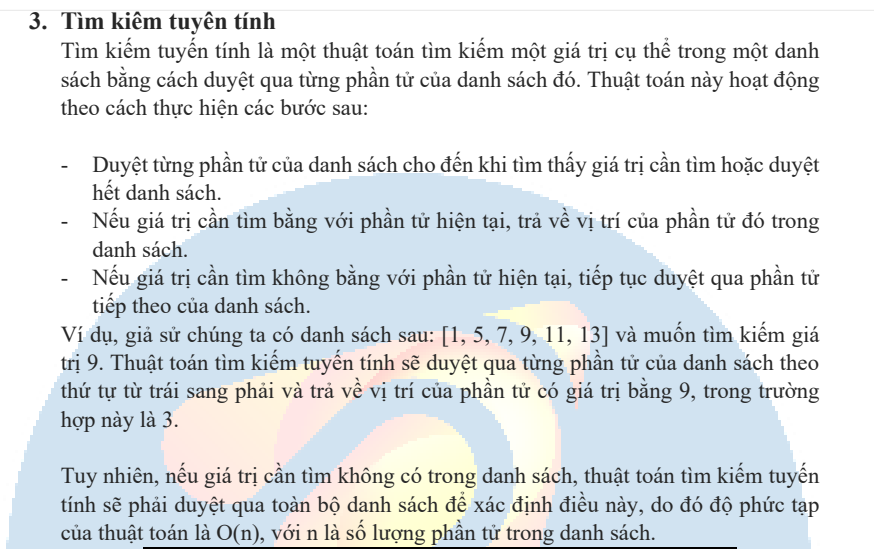 3. Tìm kiếm tuyến tính
Tìm kiếm tuyến tính là một thuật toán tìm kiếm một giá trị cụ thể trong một danh
sách bằng cách duyệt qua từng phần tử của danh sách đó. Thuật toán này hoạt động
theo cách thực hiện các bước sau:
- Duyệt từng phần tử của danh sách cho đến khi tìm thấy giá trị cần tìm hoặc duyệt
hết danh sách.
- Nếu giá trị cần tìm bằng với phần tử hiện tại, trả về vị trí của phần tử đó trong
danh sách.
- Nếu giá trị cần tìm không bằng với phần tử hiện tại, tiếp tục duyệt qua phần tử
tiếp theo của danh sách.
Ví dụ, giả sử chúng ta có danh sách sau: [1, 5, 7, 9, 11, 13] và muốn tìm kiếm giá
trị 9. Thuật toán tìm kiếm tuyến tính sẽ duyệt qua từng phần tử của danh sách theo
thứ tự từ trái sang phải và trả về vị trí của phần tử có giá trị bằng 9, trong trường
hợp này là 3.
Tuy nhiên, nếu giá trị cần tìm không có trong danh sách, thuật toán tìm kiếm tuyến
tính sẽ phải duyệt qua toàn bộ danh sách để xác định điều này, do đó độ phức tạp
của thuật toán là O(n), với n là số lượng phần tử trong danh sách.